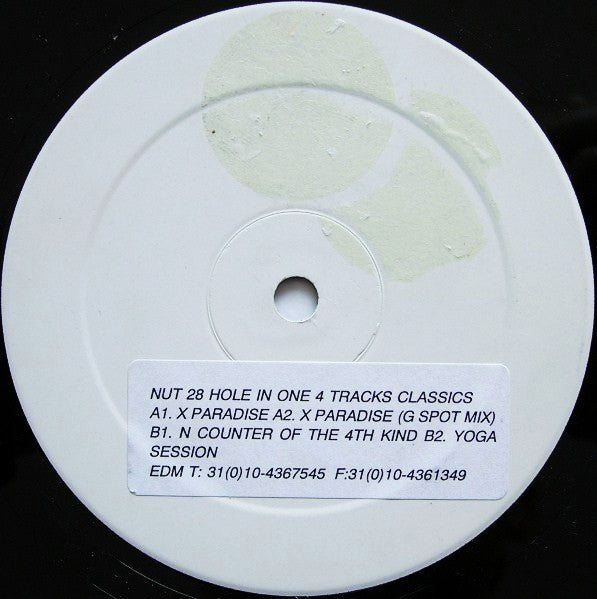 NUT 28 HOLE IN ONE 4 TRACKS CLASSICS
A1. X PARADISE A2. X PARADISE (G SPOT MIX)
B1. N COUNTER OF THE 4TH KIND B2. YOGA
SESSION
EDM T: 31(0)10-4367545 F:31(0)10-4361349